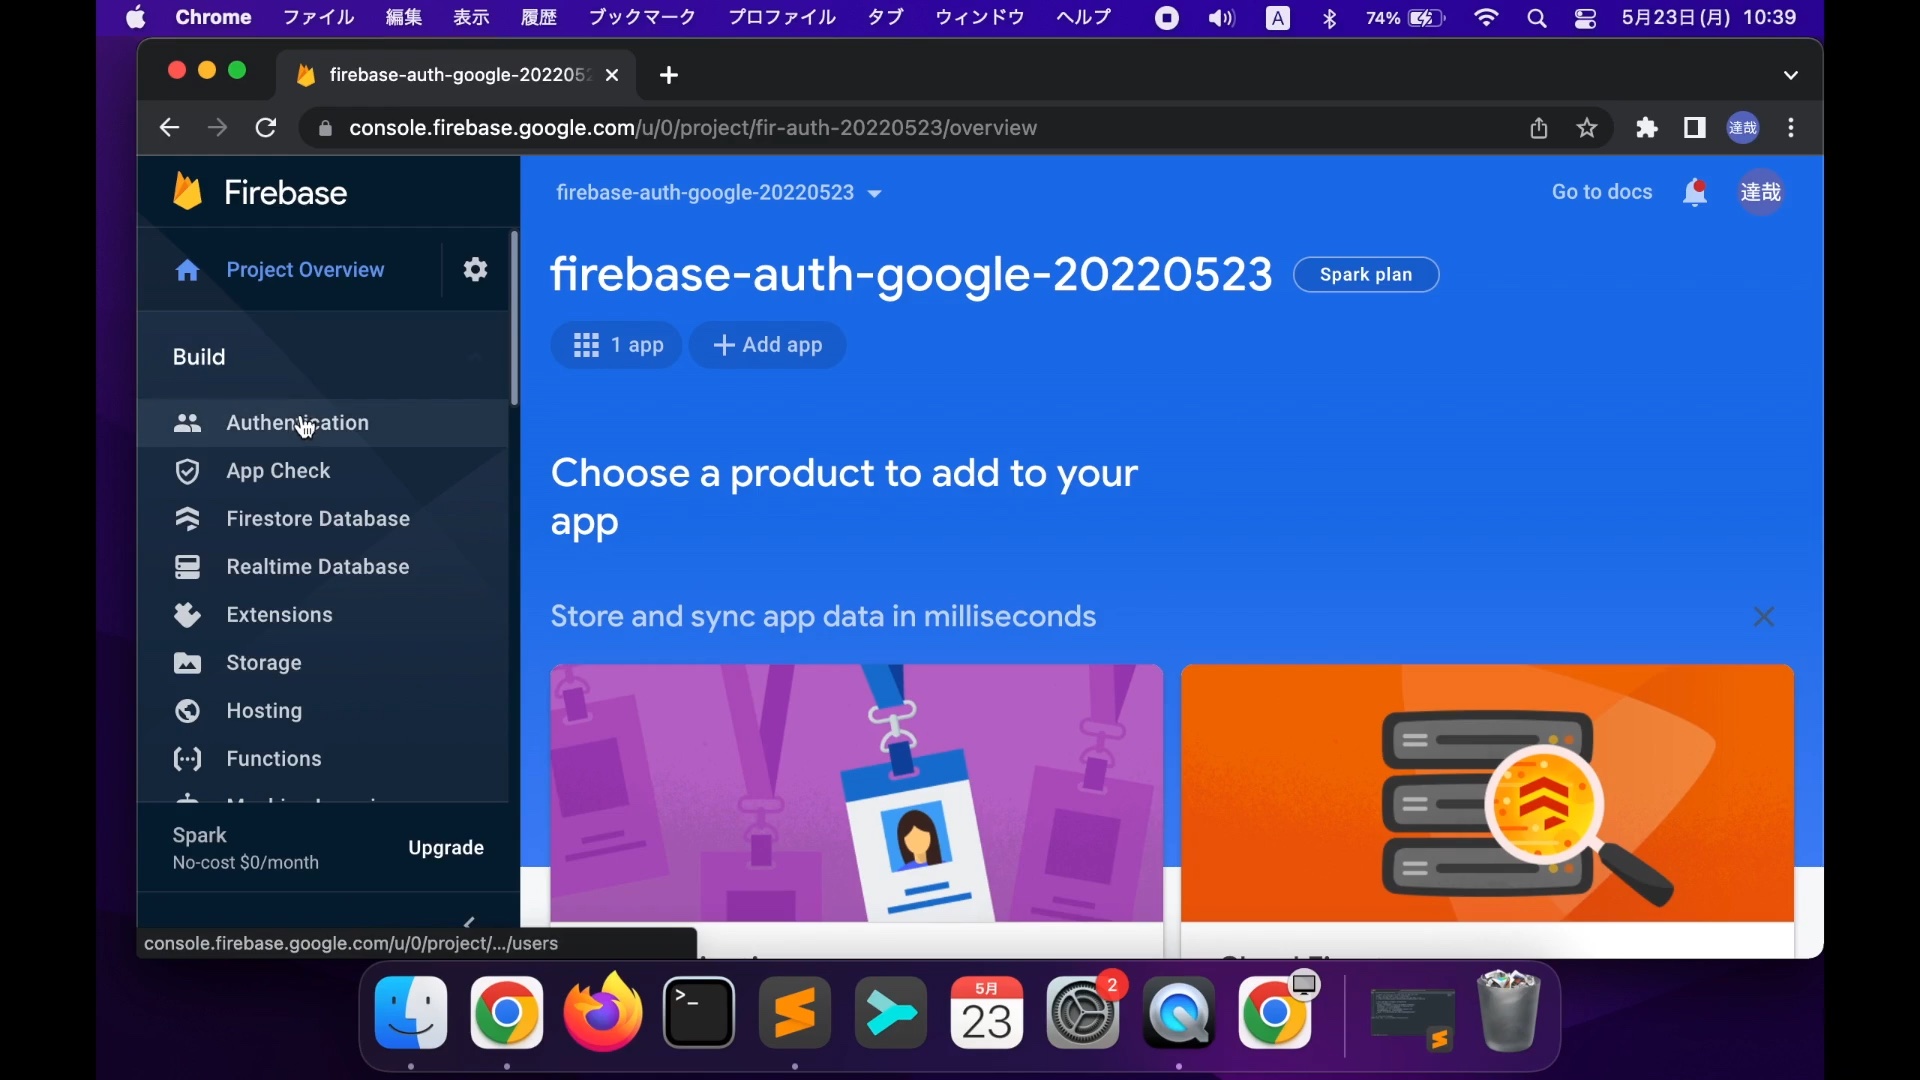 Chrome ファイル 編集 表示 履歴 ブックマーク プロファイル タブ ウィンドウ ヘルプ A 74% 5月23日(月) 10:39
firebase-auth-google-2022052
console.firebase.google.com/u/0/project/fir-auth-20220523/overview 達哉
Firebase
firebase-auth-google-20220523 Go to docs 達哉
Project Overview
firebase-auth-google-20220523 Spark plan
1 app Add app
Build
Authentication
App Check
Firestore Database
Realtime Database
Extensions
Storage
Hosting
Functions
Choose a product to add to your
app
Store and sync app data in milliseconds
Spark
No-cost $0/month
Upgrade
console.firebase.google.com/u/0/project/.../users
5月
23
2